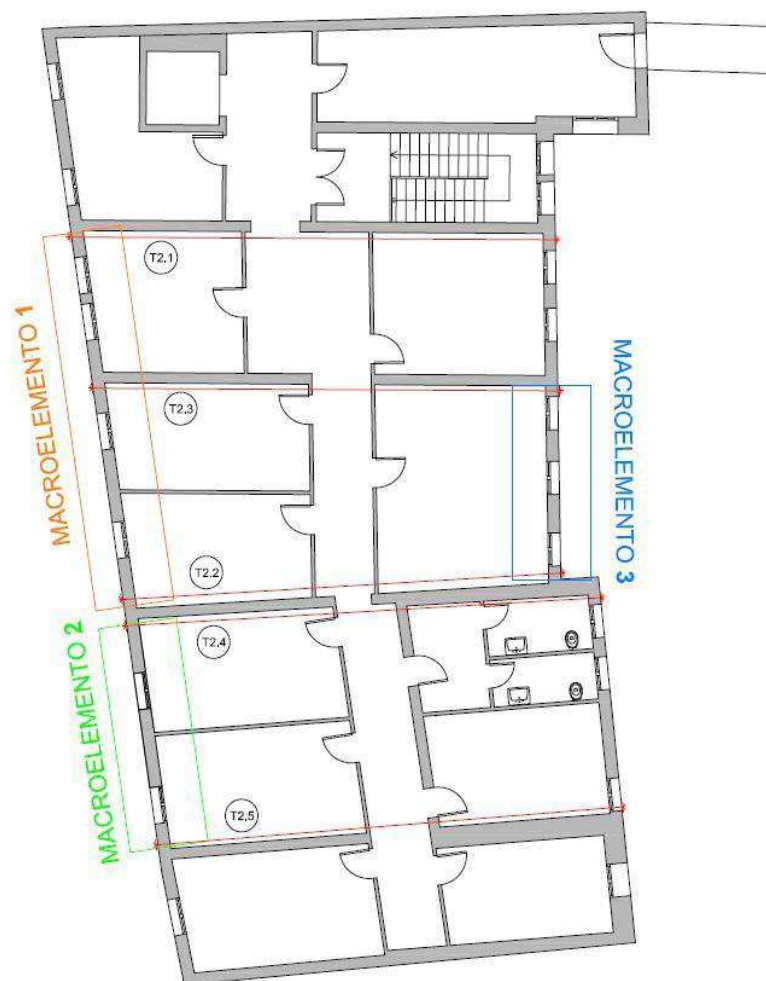 T2.1
MACROELEMENTO 1
MACROELEMENTO 3
T2.3
T2.2
T2.4
MACROELEMENTO 2
T2.5